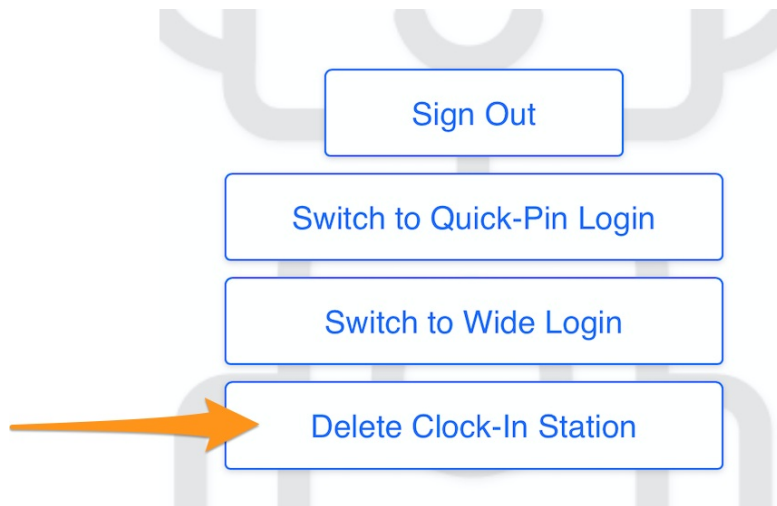 Sign Out
Switch to Quick-Pin Login
Switch to Wide Login
Delete Clock-In Station